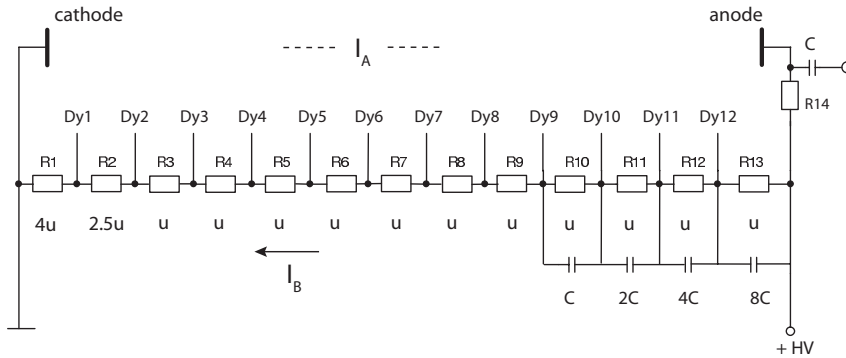 cathode
anode
I_A
C
R14
Dy1 Dy2 Dy3 Dy4 Dy5 Dy6 Dy7 Dy8 Dy9 Dy10 Dy11 Dy12
R1 R2 R3 R4 R5 R6 R7 R8 R9 R10 R11 R12 R13
4u 2.5u u u u u u u u u u u u
I_B
C 2C 4C 8C
+ HV